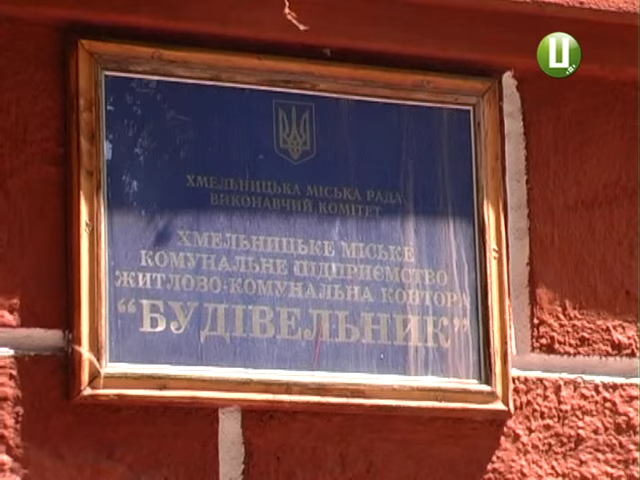 Ц
ХМЕЛЬНИЦЬКА МІСЬКА РАДА
ВИКОНАВЧИЙ КОМІТЕТ
ХМЕЛЬНИЦЬКЕ МІСЬКЕ
КОМУНАЛЬНЕ ПІДПРИЄМСТВО
ЖИТЛОВО-КОМУНАЛЬНА КОНТОРА
“БУДІВЕЛЬНИК”